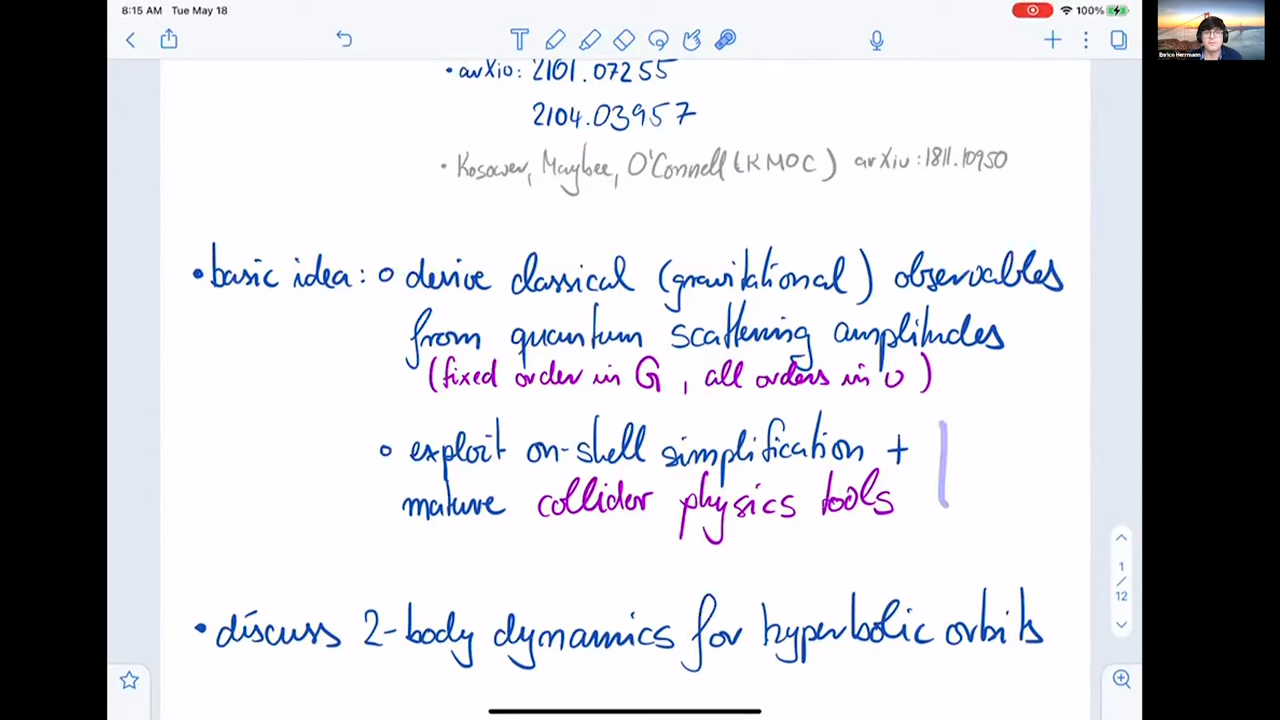 8:15 AM Tue May 18
100%
Enrico Herrmann
• arXiv: 2101.07255
2104.03957
• Kosower, Maybee, O'Connell (KMOC) arXiv:1811.10950
• basic idea: o derive classical (gravitational) observables
from quantum scattering amplitudes
(fixed order in G, all orders in v)
o exploit on-shell simplification +
mature collider physics tools
• discuss 2-body dynamics for hyperbolic orbits
1
/
12